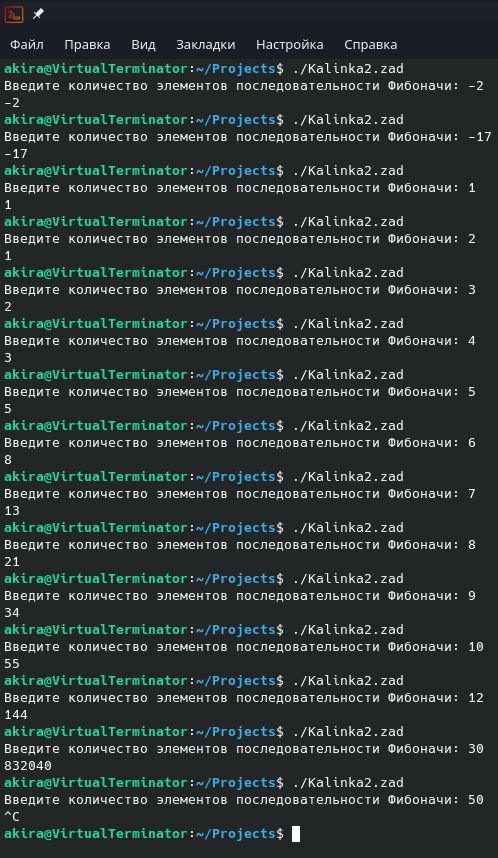 Файл Правка Вид Закладки Настройка Справка
akira@VirtualTerminator:~/Projects$ ./Kalinka2.zad
Введите количество элементов последовательности Фибоначи: -2
-2
akira@VirtualTerminator:~/Projects$ ./Kalinka2.zad
Введите количество элементов последовательности Фибоначи: -17
-17
akira@VirtualTerminator:~/Projects$ ./Kalinka2.zad
Введите количество элементов последовательности Фибоначи: 1
1
akira@VirtualTerminator:~/Projects$ ./Kalinka2.zad
Введите количество элементов последовательности Фибоначи: 2
1
akira@VirtualTerminator:~/Projects$ ./Kalinka2.zad
Введите количество элементов последовательности Фибоначи: 3
2
akira@VirtualTerminator:~/Projects$ ./Kalinka2.zad
Введите количество элементов последовательности Фибоначи: 4
3
akira@VirtualTerminator:~/Projects$ ./Kalinka2.zad
Введите количество элементов последовательности Фибоначи: 5
5
akira@VirtualTerminator:~/Projects$ ./Kalinka2.zad
Введите количество элементов последовательности Фибоначи: 6
8
akira@VirtualTerminator:~/Projects$ ./Kalinka2.zad
Введите количество элементов последовательности Фибоначи: 7
13
akira@VirtualTerminator:~/Projects$ ./Kalinka2.zad
Введите количество элементов последовательности Фибоначи: 8
21
akira@VirtualTerminator:~/Projects$ ./Kalinka2.zad
Введите количество элементов последовательности Фибоначи: 9
34
akira@VirtualTerminator:~/Projects$ ./Kalinka2.zad
Введите количество элементов последовательности Фибоначи: 10
55
akira@VirtualTerminator:~/Projects$ ./Kalinka2.zad
Введите количество элементов последовательности Фибоначи: 12
144
akira@VirtualTerminator:~/Projects$ ./Kalinka2.zad
Введите количество элементов последовательности Фибоначи: 30
832040
akira@VirtualTerminator:~/Projects$ ./Kalinka2.zad
Введите количество элементов последовательности Фибоначи: 50
^C
akira@VirtualTerminator:~/Projects$